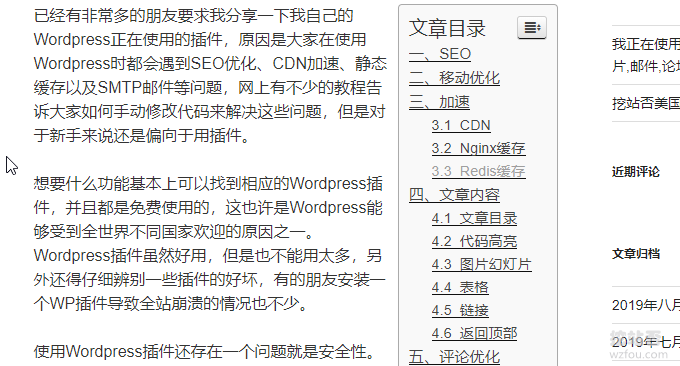 已经有非常多的朋友要求我分享一下我自己的
Wordpress正在使用的插件，原因是大家在使用
Wordpress时都会遇到SEO优化、CDN加速、静态
缓存以及SMTP邮件等问题，网上有不少的教程告
诉大家如何手动修改代码来解决这些问题，但是对
于新手来说还是偏向于用插件。
想要什么功能基本上可以找到相应的Wordpress插
件，并且都是免费使用的，这也许是Wordpress能
够受到全世界不同国家欢迎的原因之一。
Wordpress插件虽然好用，但是也不能用太多，另
外还得仔细辨别一些插件的好坏，有的朋友安装一
个WP插件导致全站崩溃的情况也不少。
使用Wordpress插件还存在一个问题就是安全性。
文章目录
一、SEO
二、移动优化
三、加速
3.1 CDN
3.2 Nginx缓存
3.3 Redis缓存
四、文章内容
4.1 文章目录
4.2 代码高亮
4.3 图片幻灯片
4.4 表格
4.5 链接
4.6 返回顶部
五、评论优化
我正在使用
片,邮件,论坛
挖站否美国
近期评论
文章归档
2019年八月
2019年七月
挖站否
wzfou.com